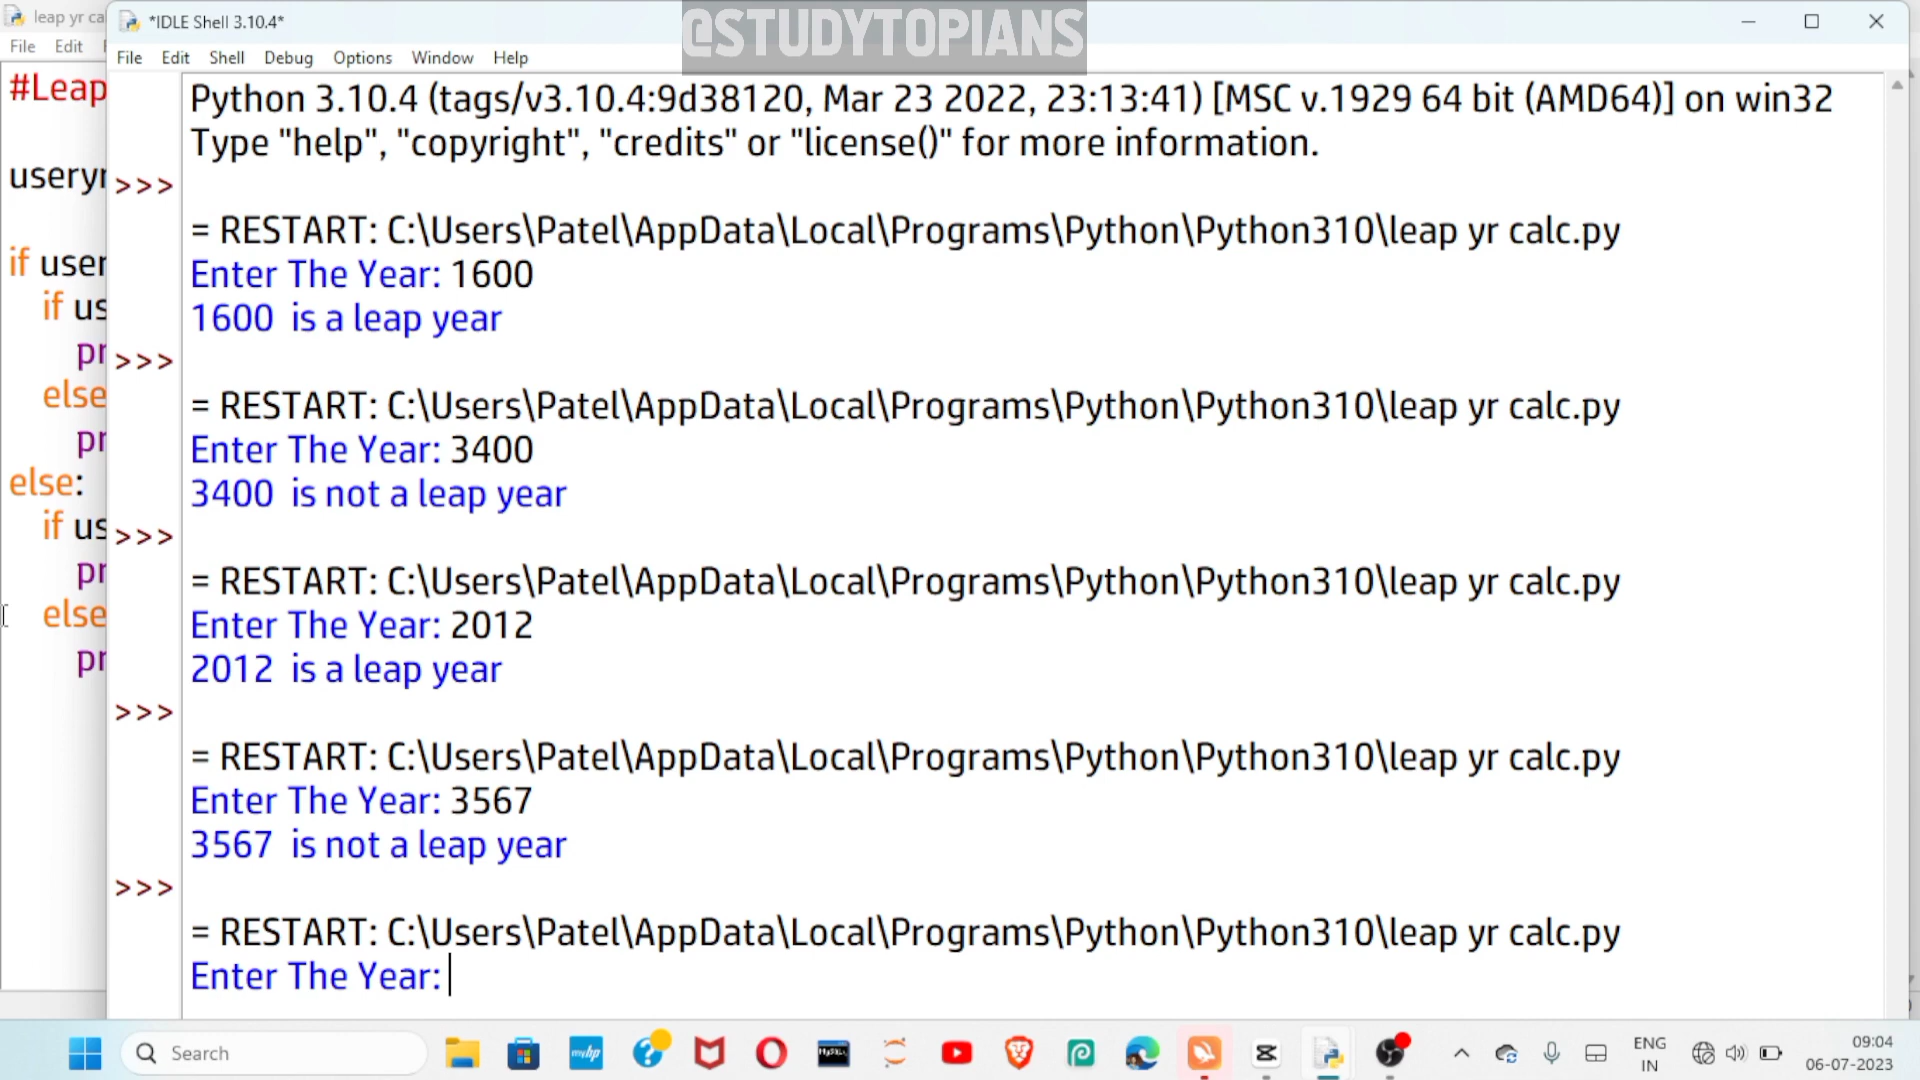 leap yr ca
File Edit
#Leap
if
if
else
else:
if
else
*IDLE Shell 3.10.4*
@STUDYTOPIANS
File Edit Shell Debug Options Window Help
Python 3.10.4 (tags/v3.10.4:9d38120, Mar 23 2022, 23:13:41) [MSC v.1929 64 bit (AMD64)] on win32
Type "help", "copyright", "credits" or "license()" for more information.
>>>
= RESTART: C:\Users\Patel\AppData\Local\Programs\Python\Python310\leap yr calc.py
Enter The Year: 1600
1600  is a leap year
>>>
= RESTART: C:\Users\Patel\AppData\Local\Programs\Python\Python310\leap yr calc.py
Enter The Year: 3400
3400  is not a leap year
>>>
= RESTART: C:\Users\Patel\AppData\Local\Programs\Python\Python310\leap yr calc.py
Enter The Year: 2012
2012  is a leap year
>>>
= RESTART: C:\Users\Patel\AppData\Local\Programs\Python\Python310\leap yr calc.py
Enter The Year: 3567
3567  is not a leap year
>>>
= RESTART: C:\Users\Patel\AppData\Local\Programs\Python\Python310\leap yr calc.py
Enter The Year:
Search
myhp
MySQL
ENG
IN
09:04
06-07-2023